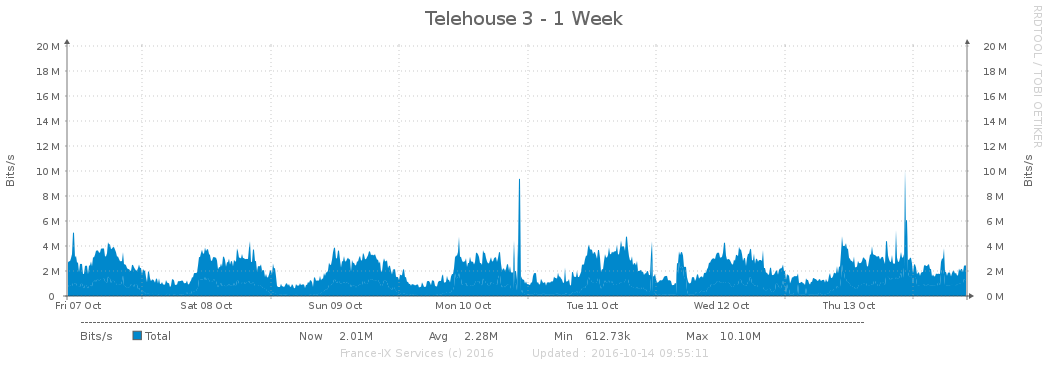 Telehouse 3 - 1 Week
RRDTOOL / TOBI OETIKER
Bits/s
Bits/s
20 M 20 M
18 M 18 M
16 M 16 M
14 M 14 M
12 M 12 M
10 M 10 M
8 M 8 M
6 M 6 M
4 M 4 M
2 M 2 M
0 0 M
Fri 07 Oct Sat 08 Oct Sun 09 Oct Mon 10 Oct Tue 11 Oct Wed 12 Oct Thu 13 Oct
Bits/s Total Now 2.01M Avg 2.28M Min 612.73k Max 10.10M
France-IX Services (c) 2016 Updated : 2016-10-14 09:55:11